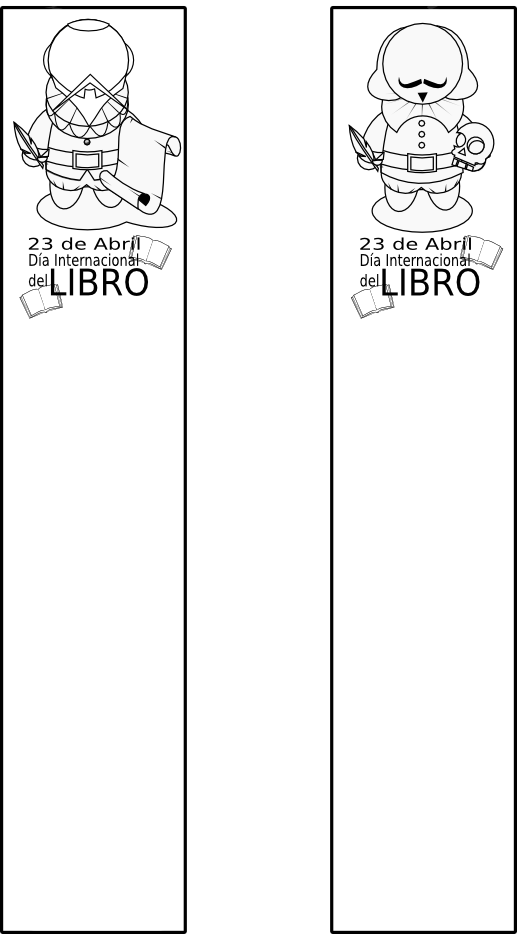 23 de Abril
Día Internacional
del LIBRO
23 de Abril
Día Internacional
del LIBRO